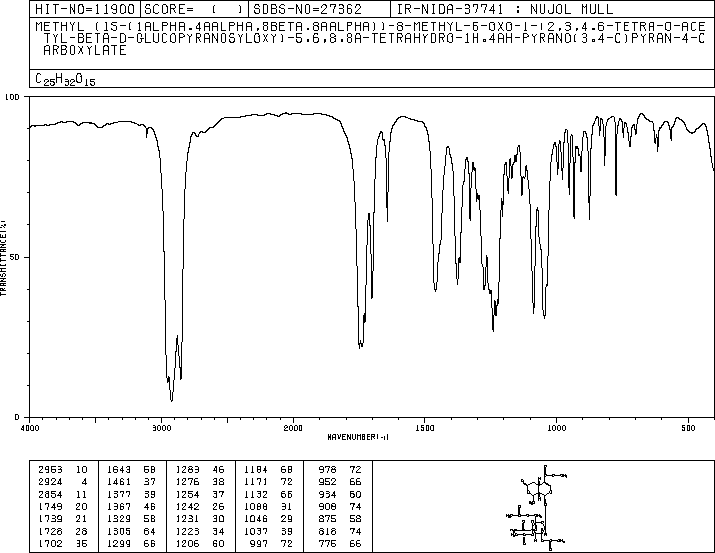 HIT-NO=11900 SCORE= ( ) SDBS-NO=27362 IR-NIDA-37741 : NUJOL MULL
METHYL (1S-(1ALPHA,4AALPHA,8BETA,8AALPHA))-8-METHYL-6-OXO-1-((2,3,4,6-TETRA-O-ACE
TYL-BETA-D-GLUCOPYRANOSYL)OXY)-5,6,8,8A-TETRAHYDRO-1H,4AH-PYRANO(3,4-C)PYRAN-4-C
ARBOXYLATE
C25H32O15
100
50
0
TRANSMITTANCE(%)
4000 3000 2000 1500 1000 500
WAVENUMBER(-1)
2953 10 1643 58 1283 46 1184 68 978 72
2924 4 1461 37 1276 38 1171 72 952 66
2854 11 1377 39 1254 37 1132 66 934 60
1749 20 1367 46 1242 26 1088 31 908 74
1739 21 1329 58 1231 30 1046 29 875 58
1728 28 1305 64 1223 34 1037 39 818 74
1702 35 1299 66 1206 60 997 72 775 66